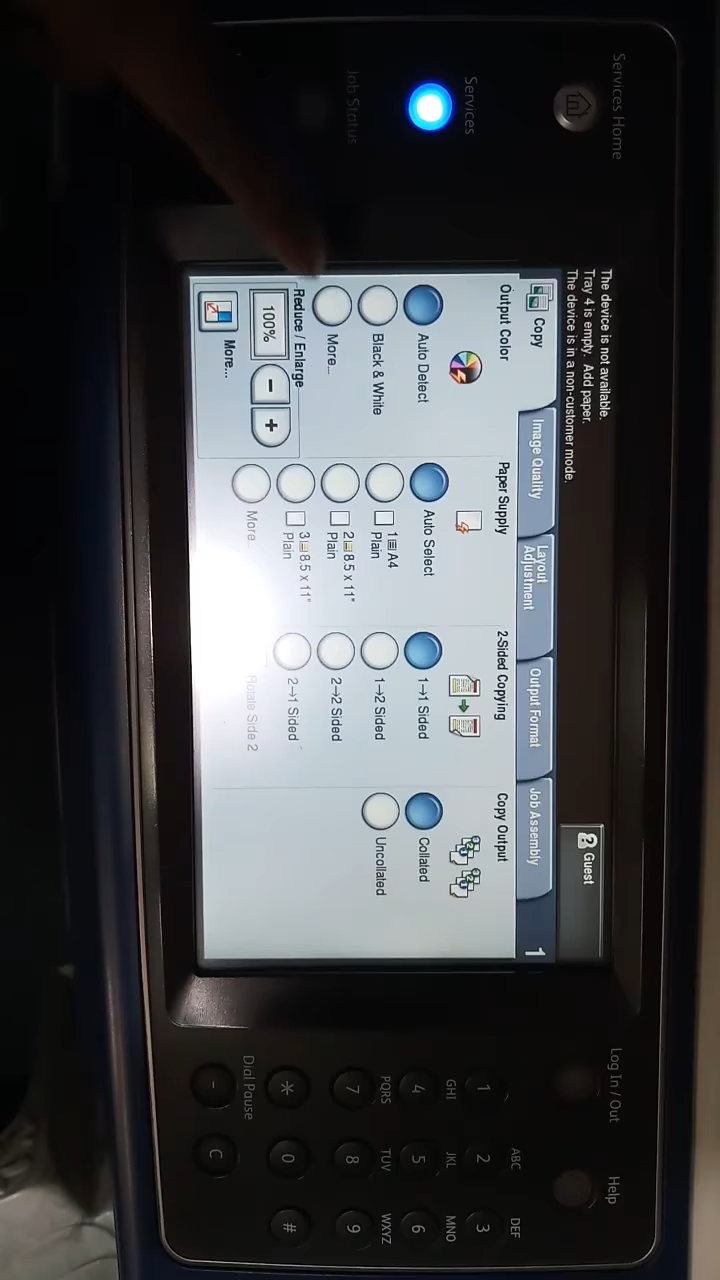 Services Home
Services
Job Status
The device is not available.
Tray 4 is empty. Add paper.
The device is in a non-customer mode.
Guest
Copy
Image Quality
Layout
Adjustment
Output Format
Job Assembly
1
Output Color
Auto Detect
Black & White
More...
Reduce / Enlarge
100%
- +
More...
Paper Supply
Auto Select
1 A4
Plain
2 8.5 x 11"
Plain
3 8.5 x 11"
Plain
More...
2-Sided Copying
1→1 Sided
1→2 Sided
2→2 Sided
2→1 Sided
Rotate Side 2
Copy Output
Collated
Uncollated
Log In / Out
Help
ABC DEF
1 2 3
GHI JKL MNO
4 5 6
PQRS TUV WXYZ
7 8 9
* 0 #
Dial Pause
- C